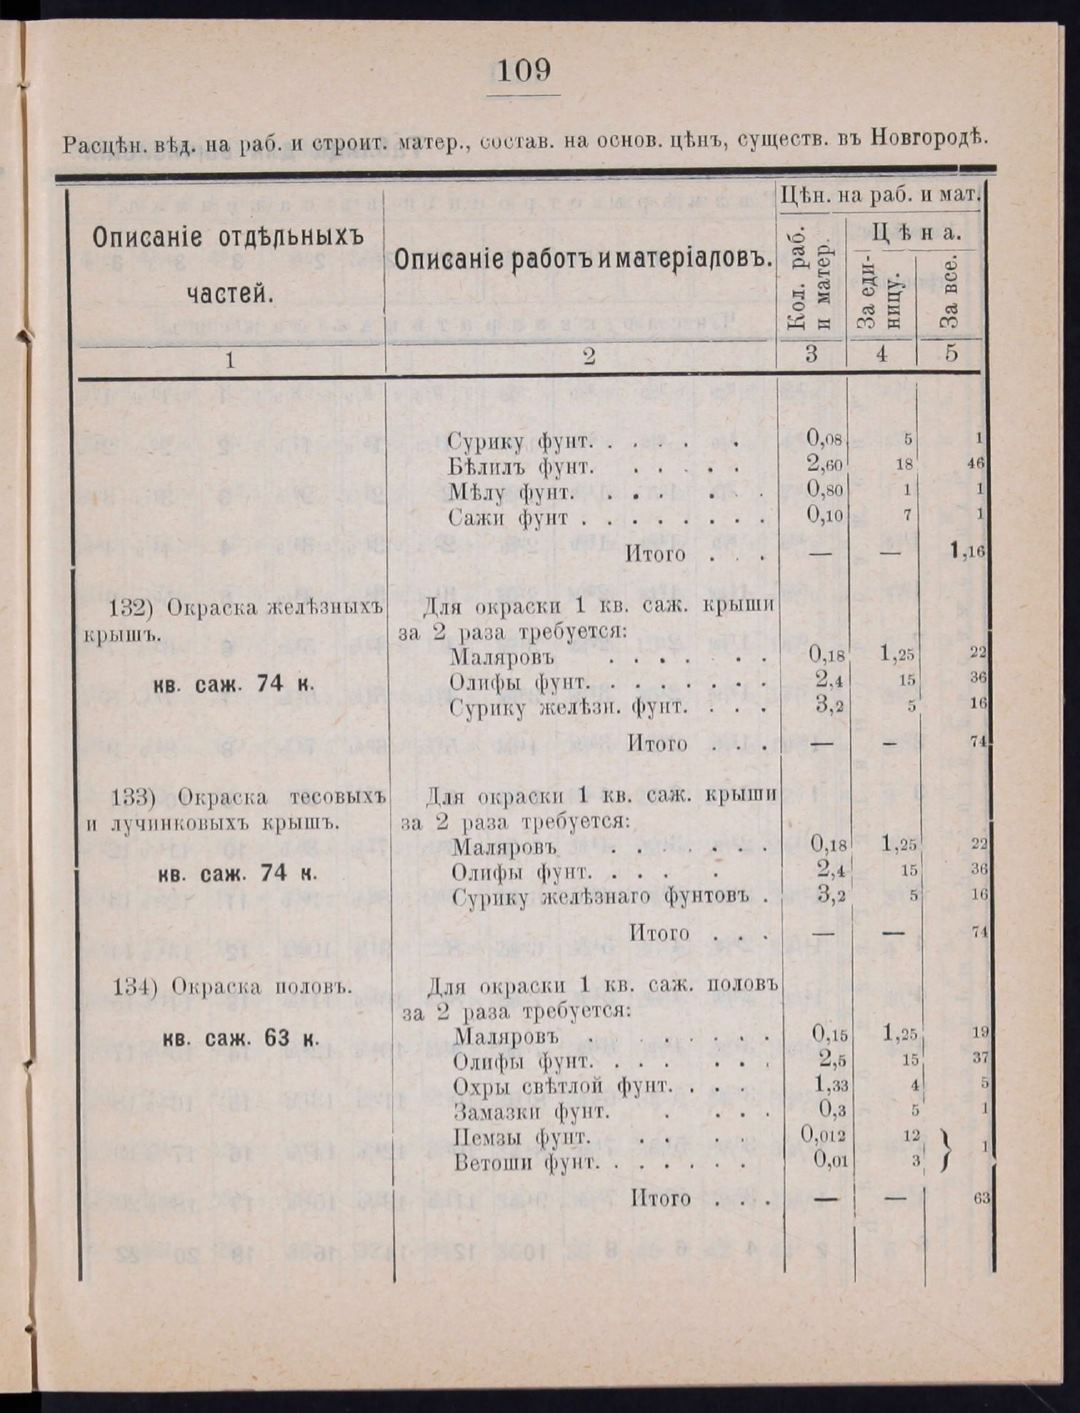 109
Расцѣн. вѣд. на раб. и строит. матер., состав. на основ. цѣнъ, существ. въ Новгородѣ.
Описаніе отдѣльныхъ частей.
Описаніе работъ и матеріаловъ.
Цѣн. на раб. и мат.
Кол. раб. и матер.
Цѣна.
За единицу.
За все.
1 2 3 4 5
Сурику фунт. . . . . . 0,08 5 1
Бѣлилъ фунт. . . . . . 2,60 18 46
Мѣлу фунт. . . . . . . 0,80 1 1
Сажи фунт . . . . . . . . 0,10 7 1
Итого . . . — — 1,16
132) Окраска желѣзныхъ
крышъ.
кв. саж. 74 к.
Для окраски 1 кв. саж. крыши
за 2 раза требуется:
Маляровъ . . . . . . . 0,18 1,25 22
Олифы фунт. . . . . . . . 2,4 15 36
Сурику желѣзн. фунт. . . . 3,2 5 16
Итого . . . — — 74
133) Окраска тесовыхъ
и лучинковыхъ крышъ.
кв. саж. 74 к.
Для окраски 1 кв. саж. крыши
за 2 раза требуется:
Маляровъ . . . . . . . 0,18 1,25 22
Олифы фунт. . . . . 2,4 15 36
Сурику желѣзнаго фунтовъ . 3,2 5 16
Итого . . . — — 74
134) Окраска половъ.
кв. саж. 63 к.
Для окраски 1 кв. саж. половъ
за 2 раза требуется:
Маляровъ . . . . . . 0,15 1,25 19
Олифы фунт. . . . . . . 2,5 15 37
Охры свѣтлой фунт. . . . 1,33 4 5
Замазки фунт. . . . . 0,3 5 1
Пемзы фунт. . . . . 0,012 12 } 1
Ветоши фунт. . . . . . . 0,01 3
Итого . . . — — 63